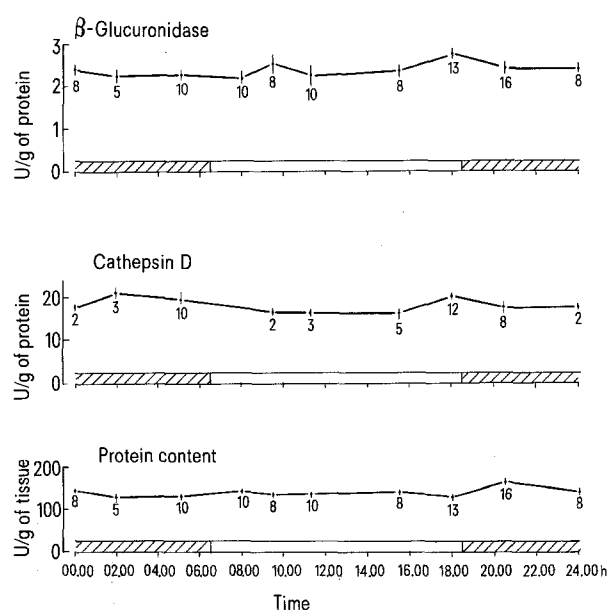 β-Glucuronidase
U/g of protein
3
2
1
0
8 5 10 10 8 10 8 13 16 8
Cathepsin D
U/g of protein
20
10
0
2 3 10 2 3 5 12 8 2
Protein content
U/g of tissue
200
100
0
8 5 10 10 8 10 8 13 16 8
00.00 02.00 04.00 06.00 08.00 10.00 12.00 14.00 16.00 18.00 20.00 22.00 24.00 h
Time